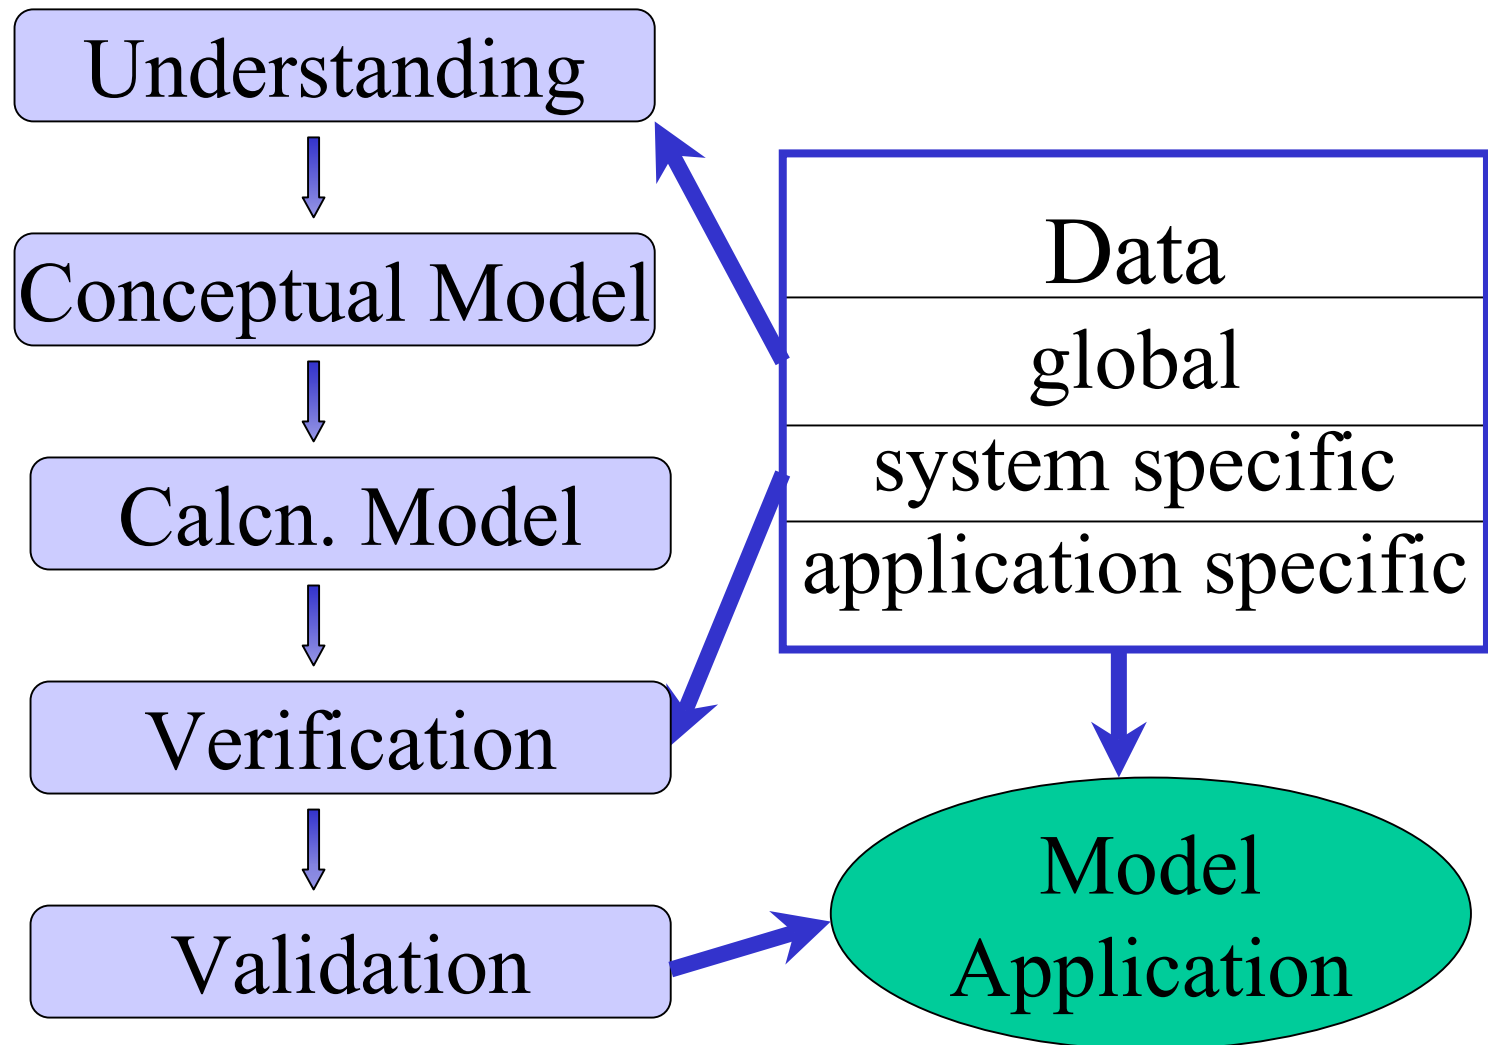 Understanding
Conceptual Model
Calcn. Model
Verification
Validation
Data
global
system specific
application specific
Model
Application